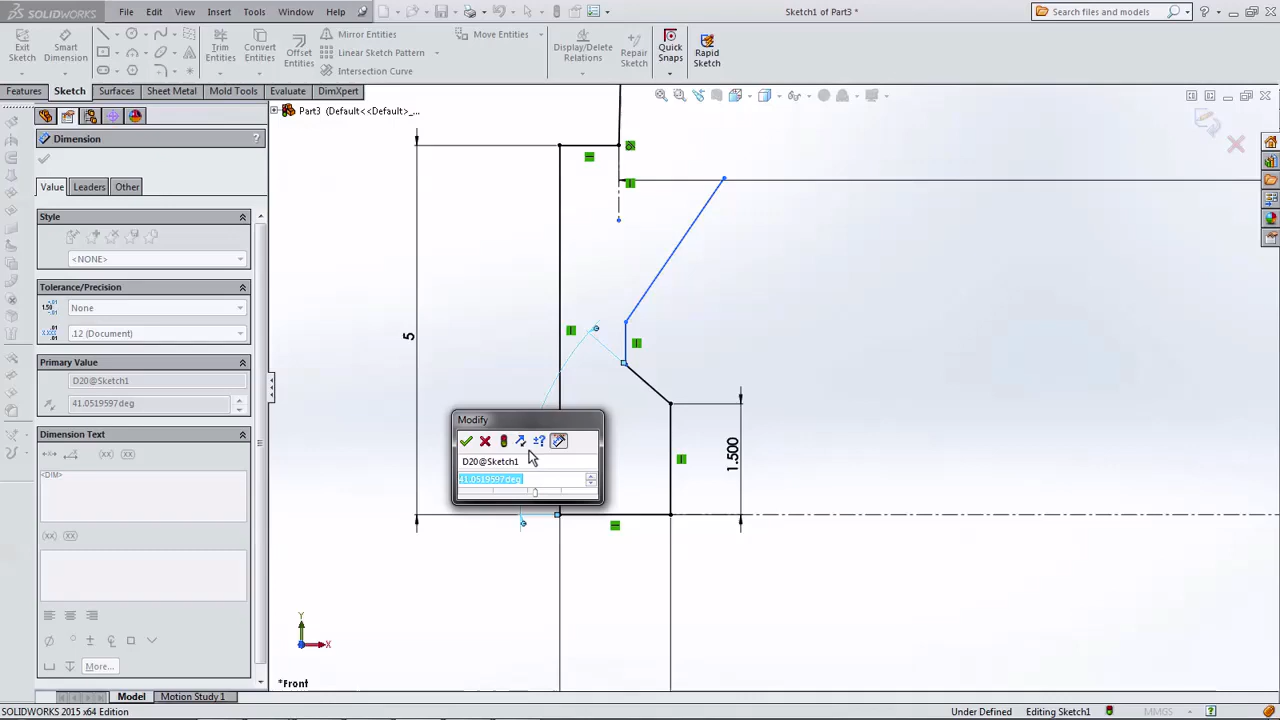 SOLIDWORKS File Edit View Insert Tools Window Help Sketch1 of Part3 * Search files and models
Exit Sketch Smart Dimension Trim Entities Convert Entities Offset Entities Mirror Entities Linear Sketch Pattern Intersection Curve Move Entities Display/Delete Relations Repair Sketch Quick Snaps Rapid Sketch
Features Sketch Surfaces Sheet Metal Mold Tools Evaluate DimXpert
Part3 (Default<<Default>_...
Dimension ?
Value Leaders Other
Style
<NONE>
Tolerance/Precision
None
.12 (Document)
Primary Value
D20@Sketch1
41.0519597deg
Dimension Text
<DIM>
(xx) (xx)
(xx) (xx)
More...
5
1.500
Modify
D20@Sketch1
41.0519597deg
Y
X
*Front
Model Motion Study 1
SOLIDWORKS 2015 x64 Edition Under Defined Editing Sketch1 MMGS